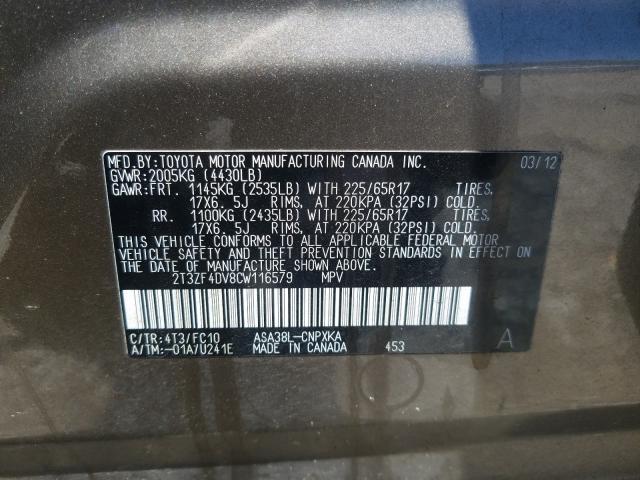 MFD.BY:TOYOTA MOTOR MANUFACTURING CANADA INC. 03/12
GVWR:2005KG (4430LB)
GAWR:FRT. 1145KG (2535LB) WITH 225/65R17 TIRES,
17X6. 5J RIMS, AT 220KPA (32PSI) COLD.
RR. 1100KG (2435LB) WITH 225/65R17 TIRES,
17X6. 5J RIMS, AT 220KPA (32PSI) COLD.
THIS VEHICLE CONFORMS TO ALL APPLICABLE FEDERAL MOTOR
VEHICLE SAFETY AND THEFT PREVENTION STANDARDS IN EFFECT ON
THE DATE OF MANUFACTURE SHOWN ABOVE.
2T3ZF4DV8CW116579 MPV
C/TR:4T3/FC10 ASA38L-CNPXKA
A/TM:-01A/U241E MADE IN CANADA 453 A